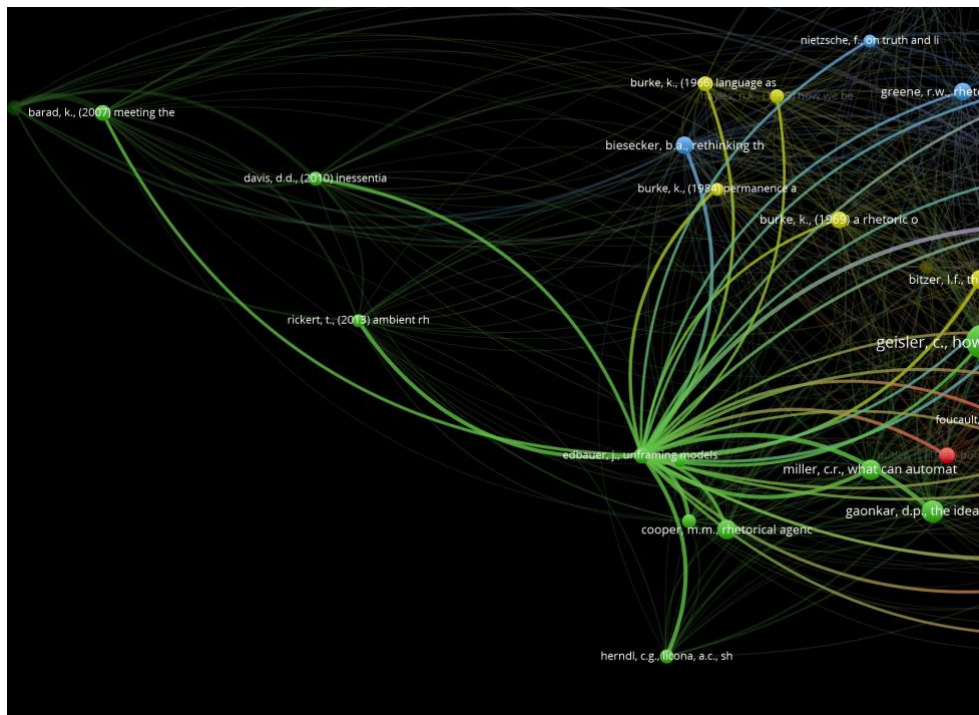 nietzsche, f., on truth and li
burke, k., (1966) language as
greene, r.w., rheto
barad, k., (2007) meeting the
biesecker, b.a., rethinking th
davis, d.d., (2010) inessentia
burke, k., (1984) permanence a
burke, k., (1969) a rhetoric o
bitzer, l.f., th
rickert, t., (2013) ambient rh
geisler, c., how
foucault,
edbauer, j., unframing models
miller, c.r., what can automat
gaonkar, d.p., the idea
cooper, m.m., rhetorical agenc
herndl, c.g., licona, a.c., sh